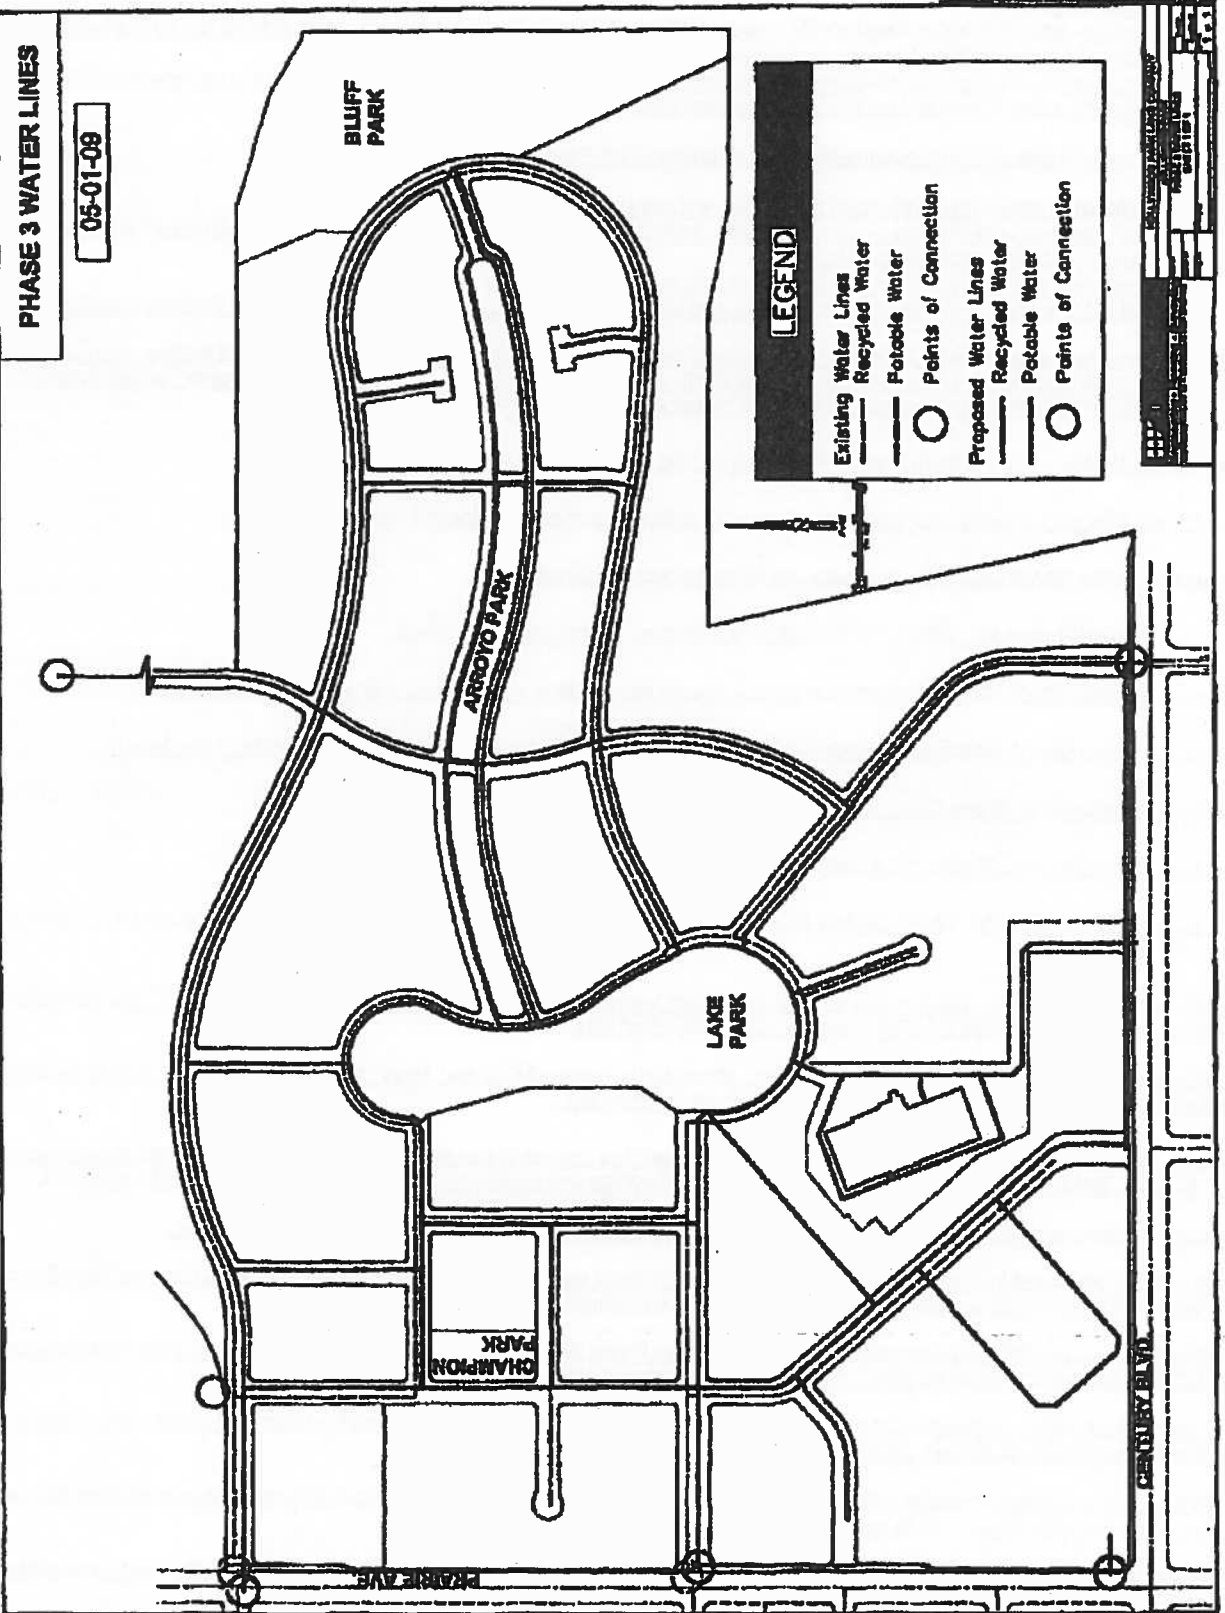 PHASE 3 WATER LINES
05-01-09
BLUFF
PARK
ARROYO PARK
LAKE
PARK
CHAMPION
PARK
PRAIRIE AVE.
CENTURY BLVD.
LEGEND
Existing Water Lines
Recycled Water
Potable Water
Points of Connection
Proposed Water Lines
Recycled Water
Potable Water
Points of Connection